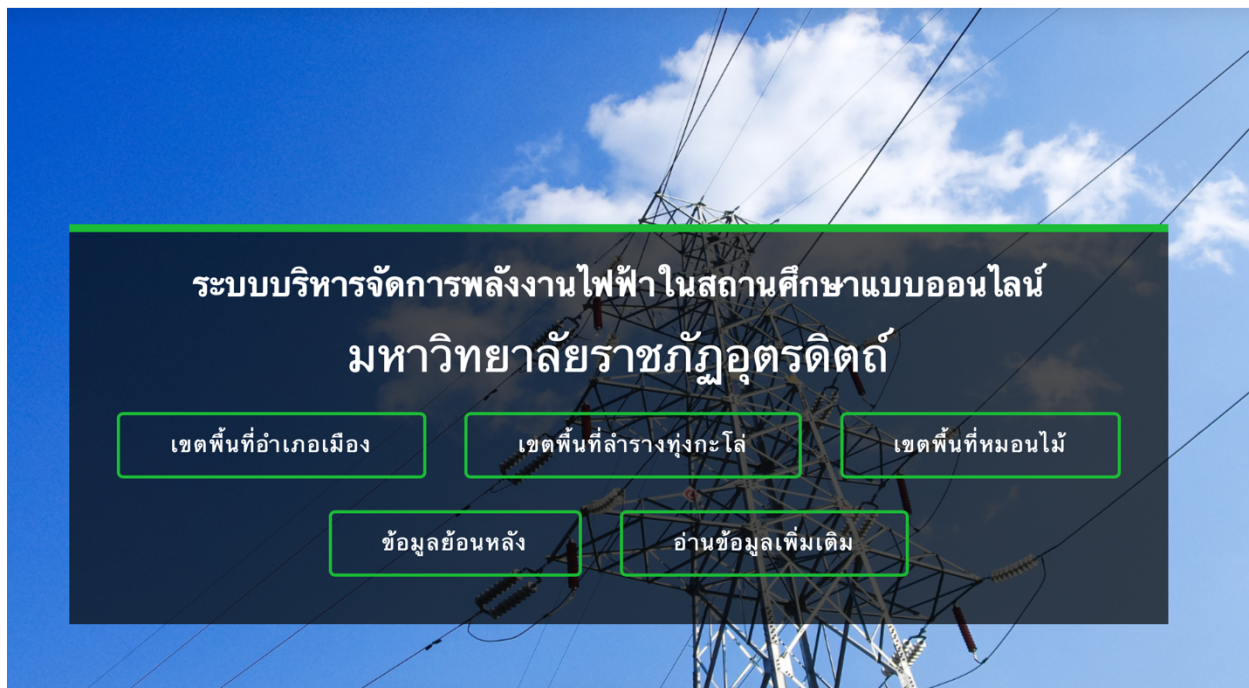 ระบบบริหารจัดการพลังงานไฟฟ้าในสถานศึกษาแบบออนไลน์
มหาวิทยาลัยราชภัฏอุตรดิตถ์
เขตพื้นที่อำเภอเมือง
เขตพื้นที่ลำรางทุ่งกะโล่
เขตพื้นที่หมอนไม้
ข้อมูลย้อนหลัง
อ่านข้อมูลเพิ่มเติม